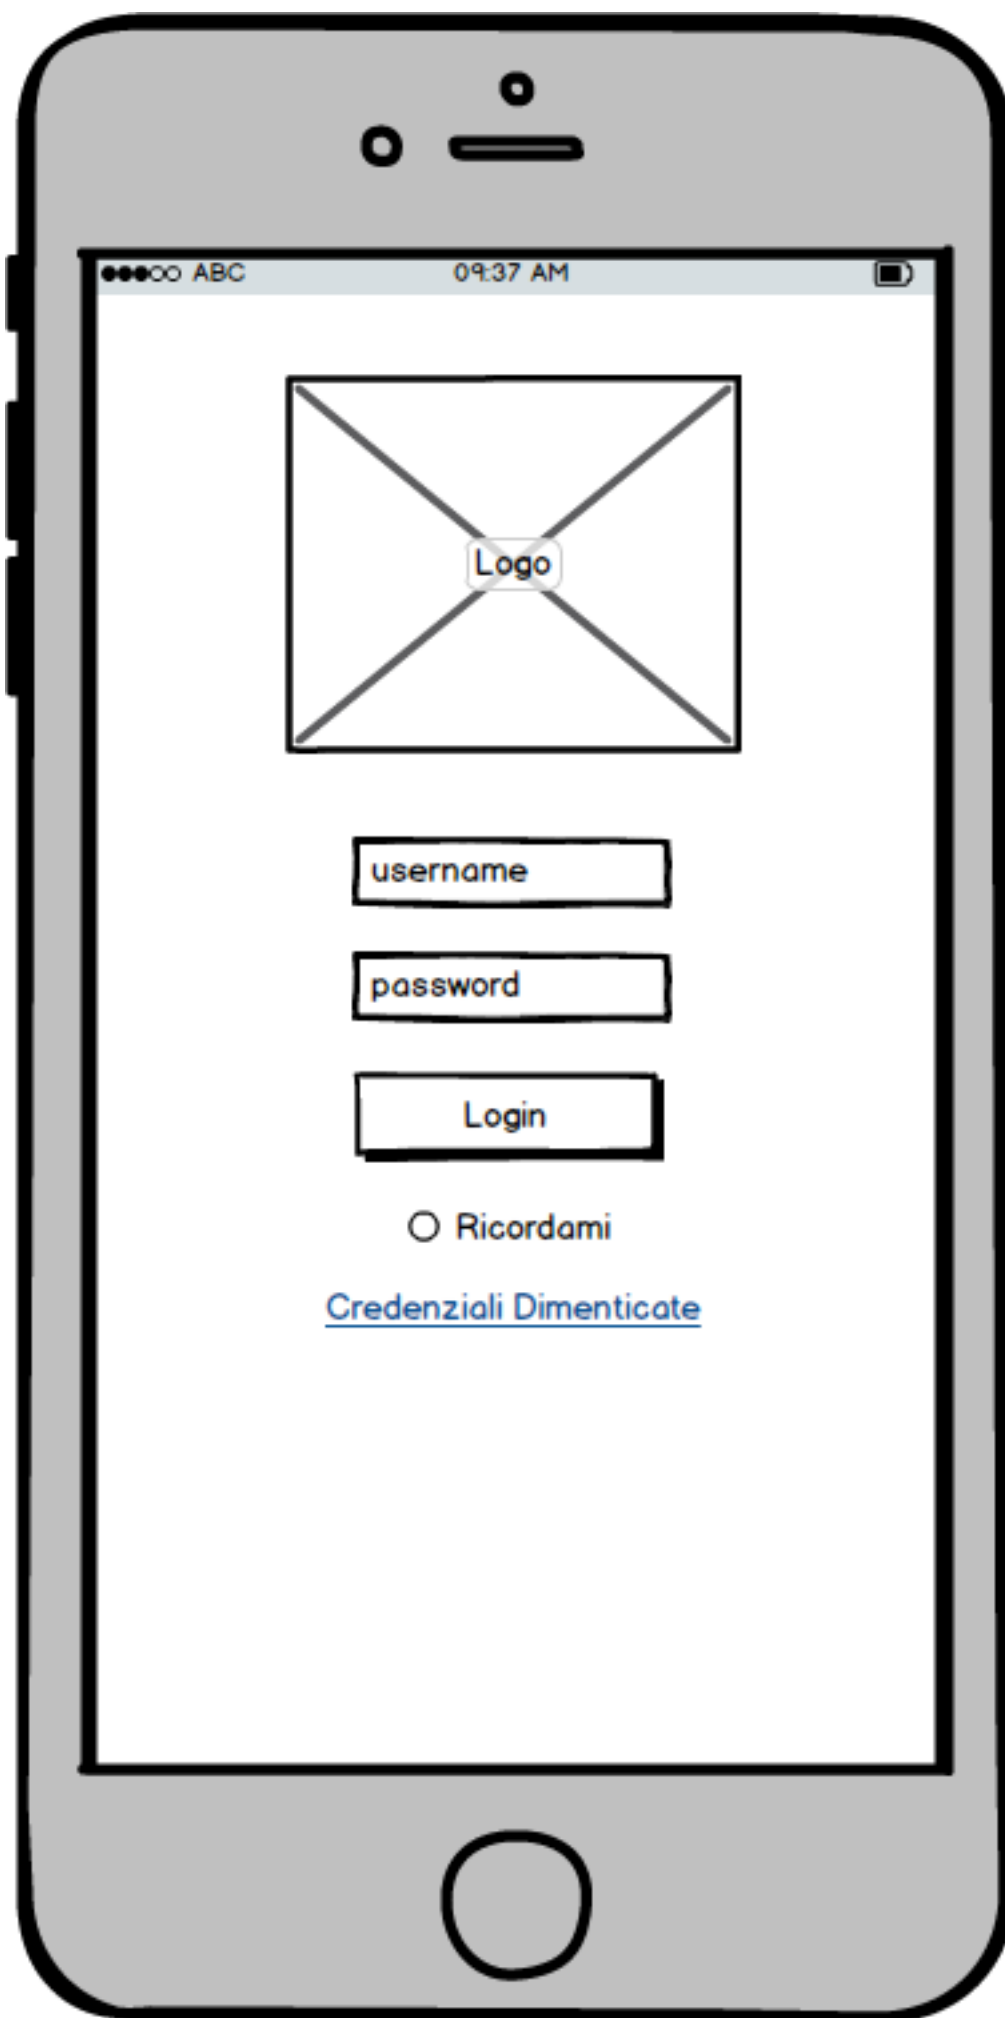 ABC 09:37 AM
Logo
username
password
Login
Ricordami
Credenziali Dimenticate